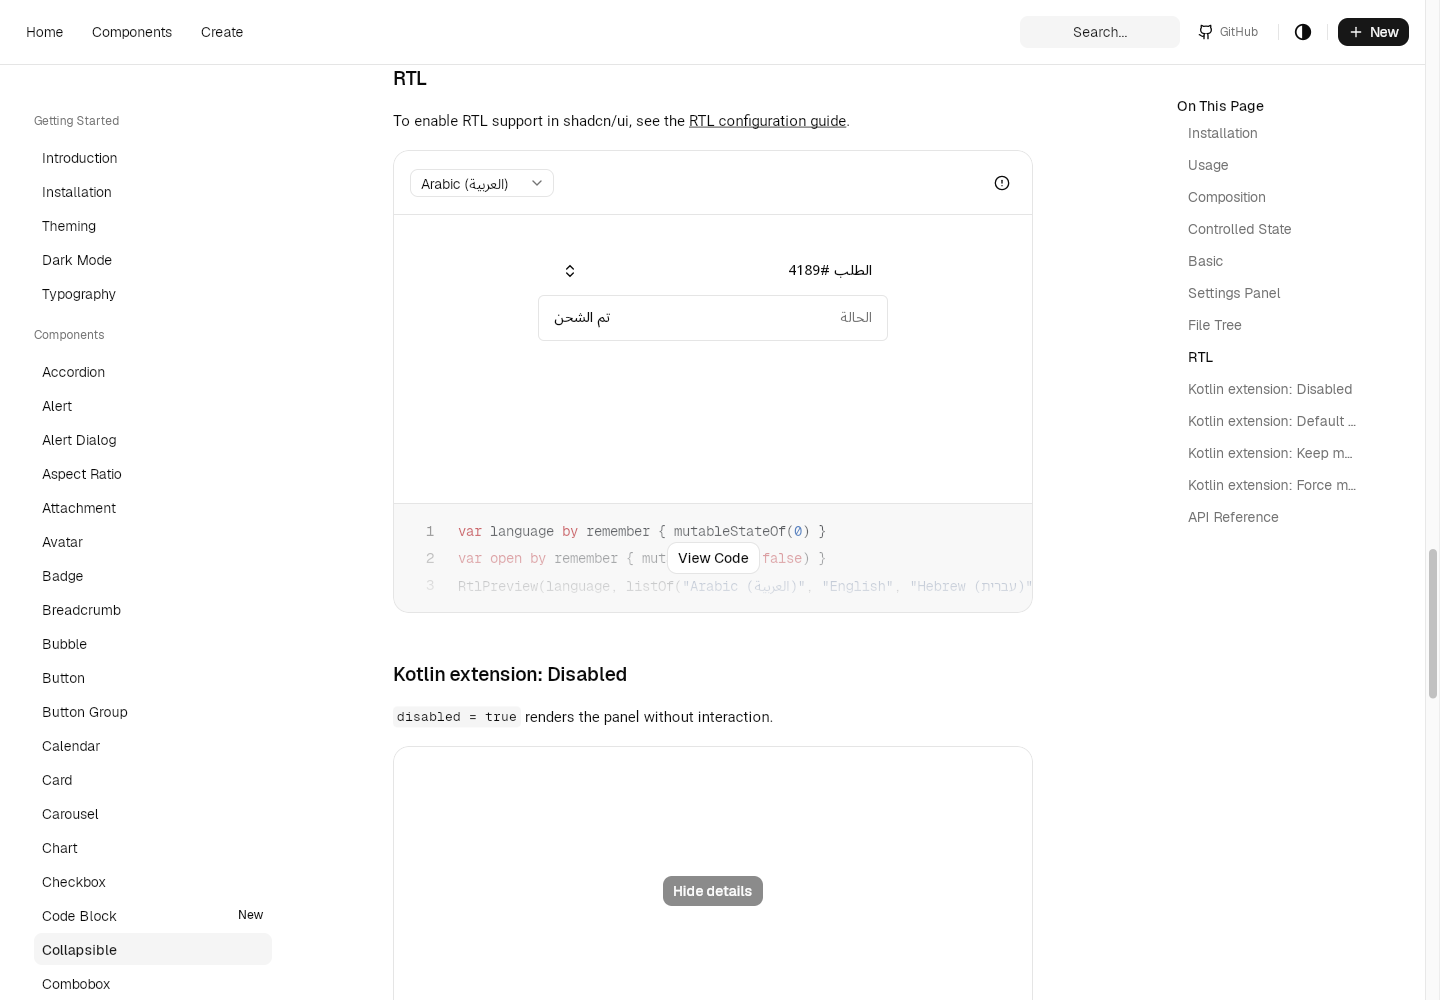 Home
Components
Create
Search...
GitHub
New
Getting Started
Introduction
Installation
Theming
Dark Mode
Typography
Components
Accordion
Alert
Alert Dialog
Aspect Ratio
Attachment
Avatar
Badge
Breadcrumb
Bubble
Button
Button Group
Calendar
Card
Carousel
Chart
Checkbox
Code Block New
Collapsible
Combobox
RTL
To enable RTL support in shadcn/ui, see the RTL configuration guide.
Arabic (العربية)
الطلب #4189
الحالة
تم الشحن
1 var language by remember { mutableStateOf(0) }
2 var open by remember { mut
false) }
View Code
3 RtlPreview(language, listOf("Arabic (العربية)", "English", "Hebrew (עברית)"
Kotlin extension: Disabled
disabled = true renders the panel without interaction.
Hide details
On This Page
Installation
Usage
Composition
Controlled State
Basic
Settings Panel
File Tree
RTL
Kotlin extension: Disabled
Kotlin extension: Default ...
Kotlin extension: Keep m...
Kotlin extension: Force m...
API Reference